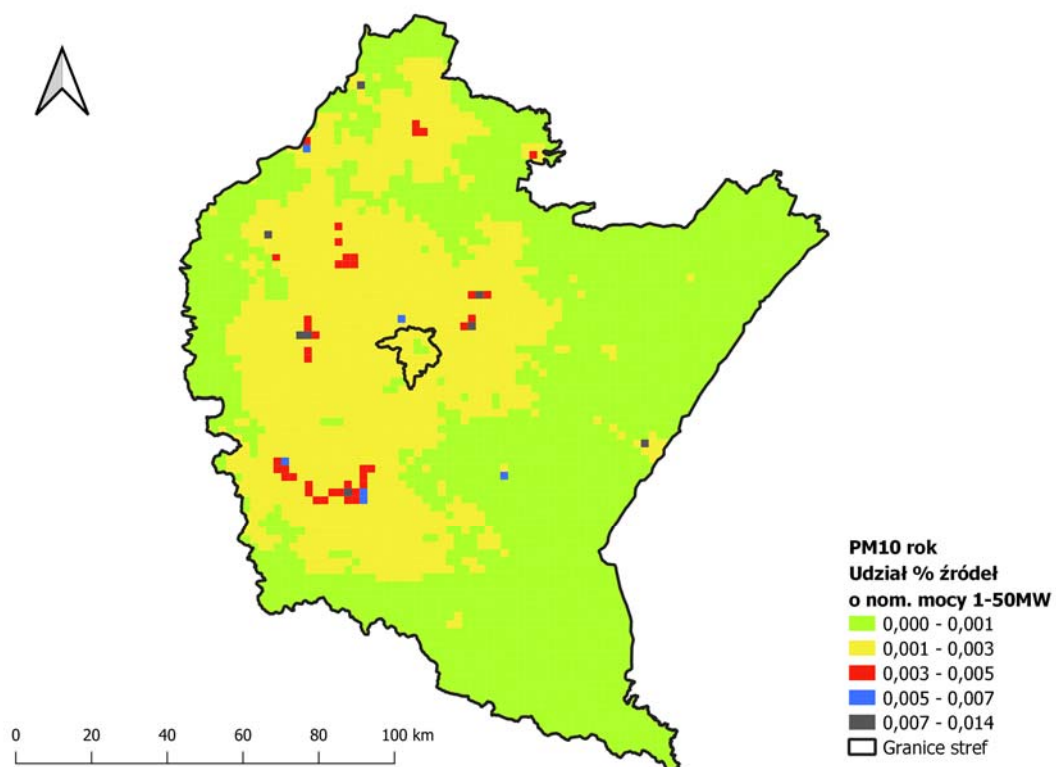 PM10 rok
Udział % źródeł
o nom. mocy 1-50MW
0,000 - 0,001
0,001 - 0,003
0,003 - 0,005
0,005 - 0,007
0,007 - 0,014
Granice stref
0 20 40 60 80 100 km